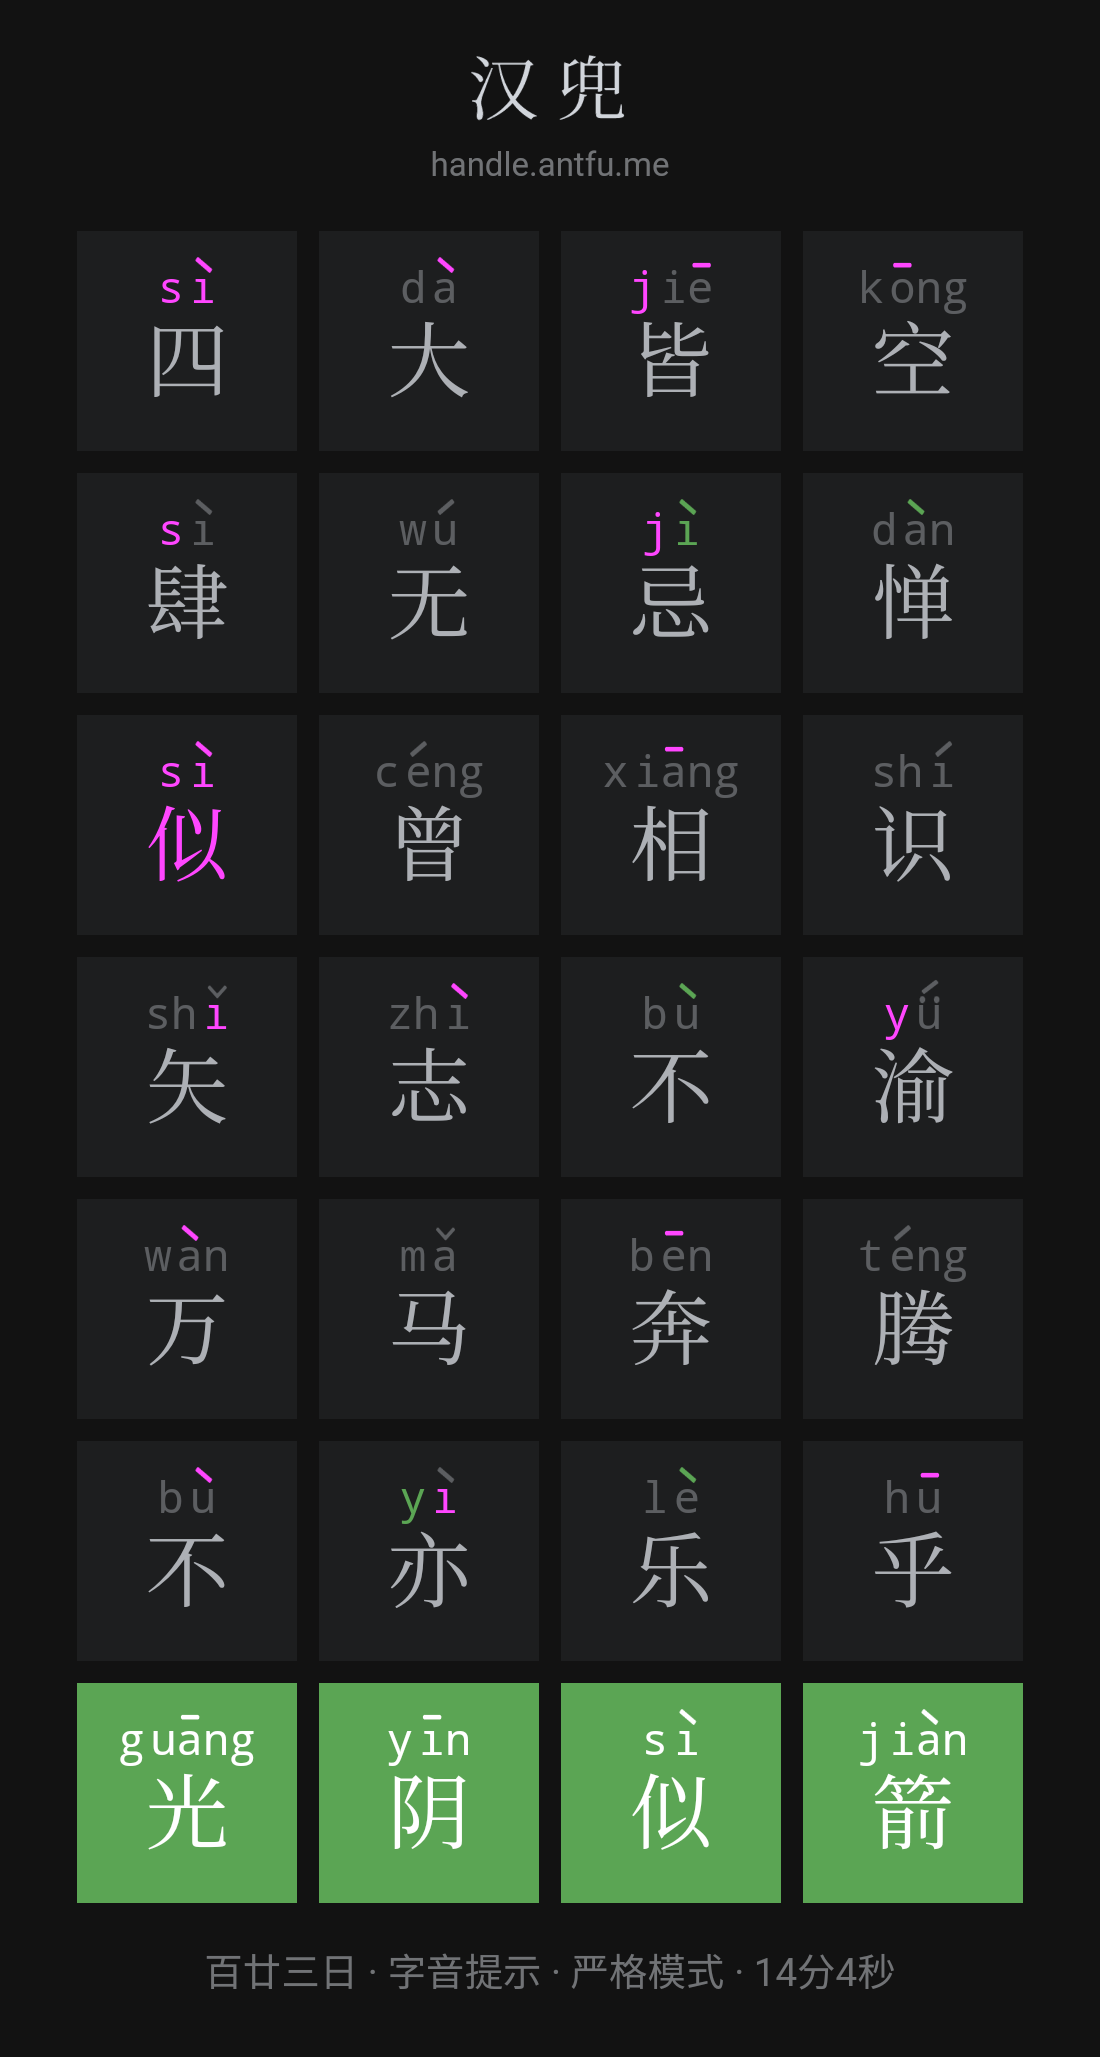 汉兜
handle.antfu.me
sì dà jiē kōng
四 大 皆 空
sì wú jì dàn
肆 无 忌 惮
sì céng xiāng shí
似 曾 相 识
shǐ zhì bù yǘ
矢 志 不 渝
wàn mǎ bēn téng
万 马 奔 腾
bù yì lè hū
不 亦 乐 乎
guāng yīn sì jiàn
光 阴 似 箭
百廿三日 · 字音提示 · 严格模式 · 14分4秒